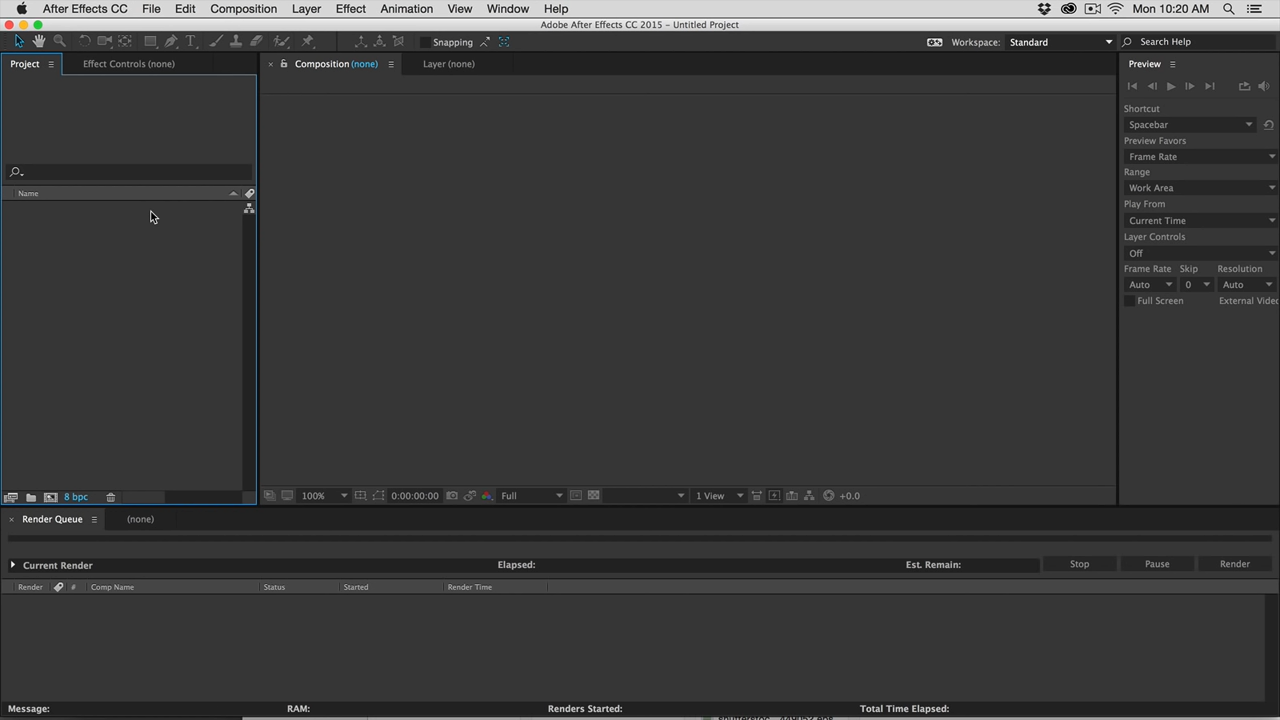 After Effects CC File Edit Composition Layer Effect Animation View Window Help Mon 10:20 AM
Adobe After Effects CC 2015 – Untitled Project
Snapping Workspace: Standard Search Help
Project Effect Controls (none) Composition (none) Layer (none) Preview
Shortcut
Spacebar
Preview Favors
Frame Rate
Range
Work Area
Play From
Current Time
Layer Controls
Off
Frame Rate Skip Resolution
Auto 0 Auto
Full Screen External Video
Name
8 bpc 100% 0:00:00:00 Full 1 View +0.0
Render Queue (none)
Current Render Elapsed: Est. Remain: Stop Pause Render
Render # Comp Name Status Started Render Time
Message: RAM: Renders Started: Total Time Elapsed: